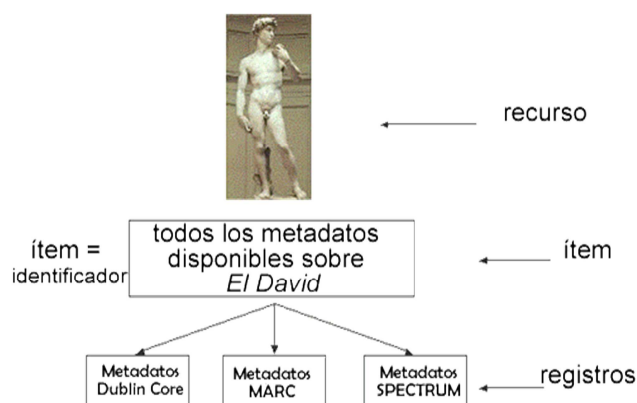 recurso
ítem =
identificador
todos los metadatos
disponibles sobre
El David
ítem
Metadatos
Dublin Core
Metadatos
MARC
Metadatos
SPECTRUM
registros